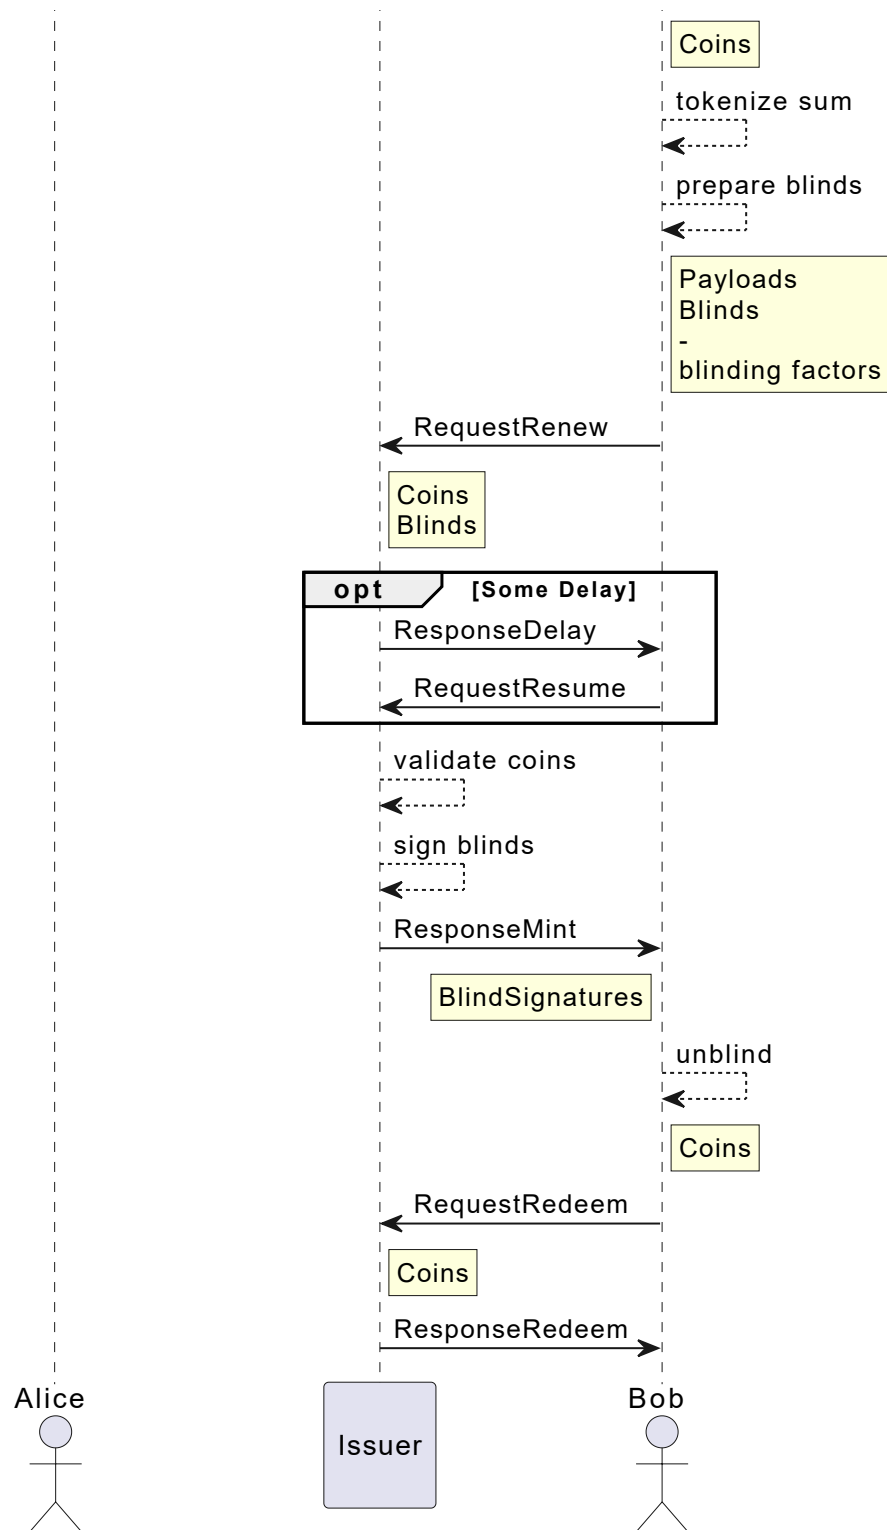 Coins
tokenize sum
prepare blinds
Payloads
Blinds
-
blinding factors
RequestRenew
Coins
Blinds
opt [Some Delay]
ResponseDelay
RequestResume
validate coins
sign blinds
ResponseMint
BlindSignatures
unblind
Coins
RequestRedeem
Coins
ResponseRedeem
Alice
Issuer
Bob